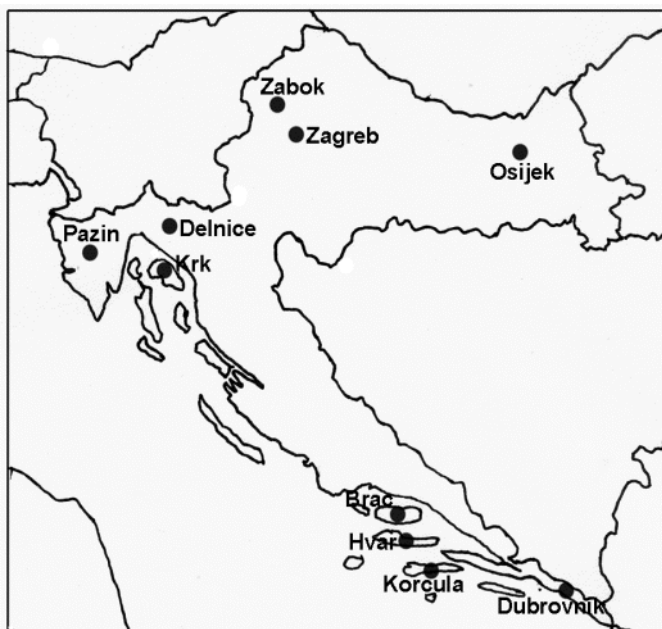 Zabok
Zagreb
Osijek
Delnice
Pazin
Krk
Brac
Hvar
Korcula
Dubrovnik